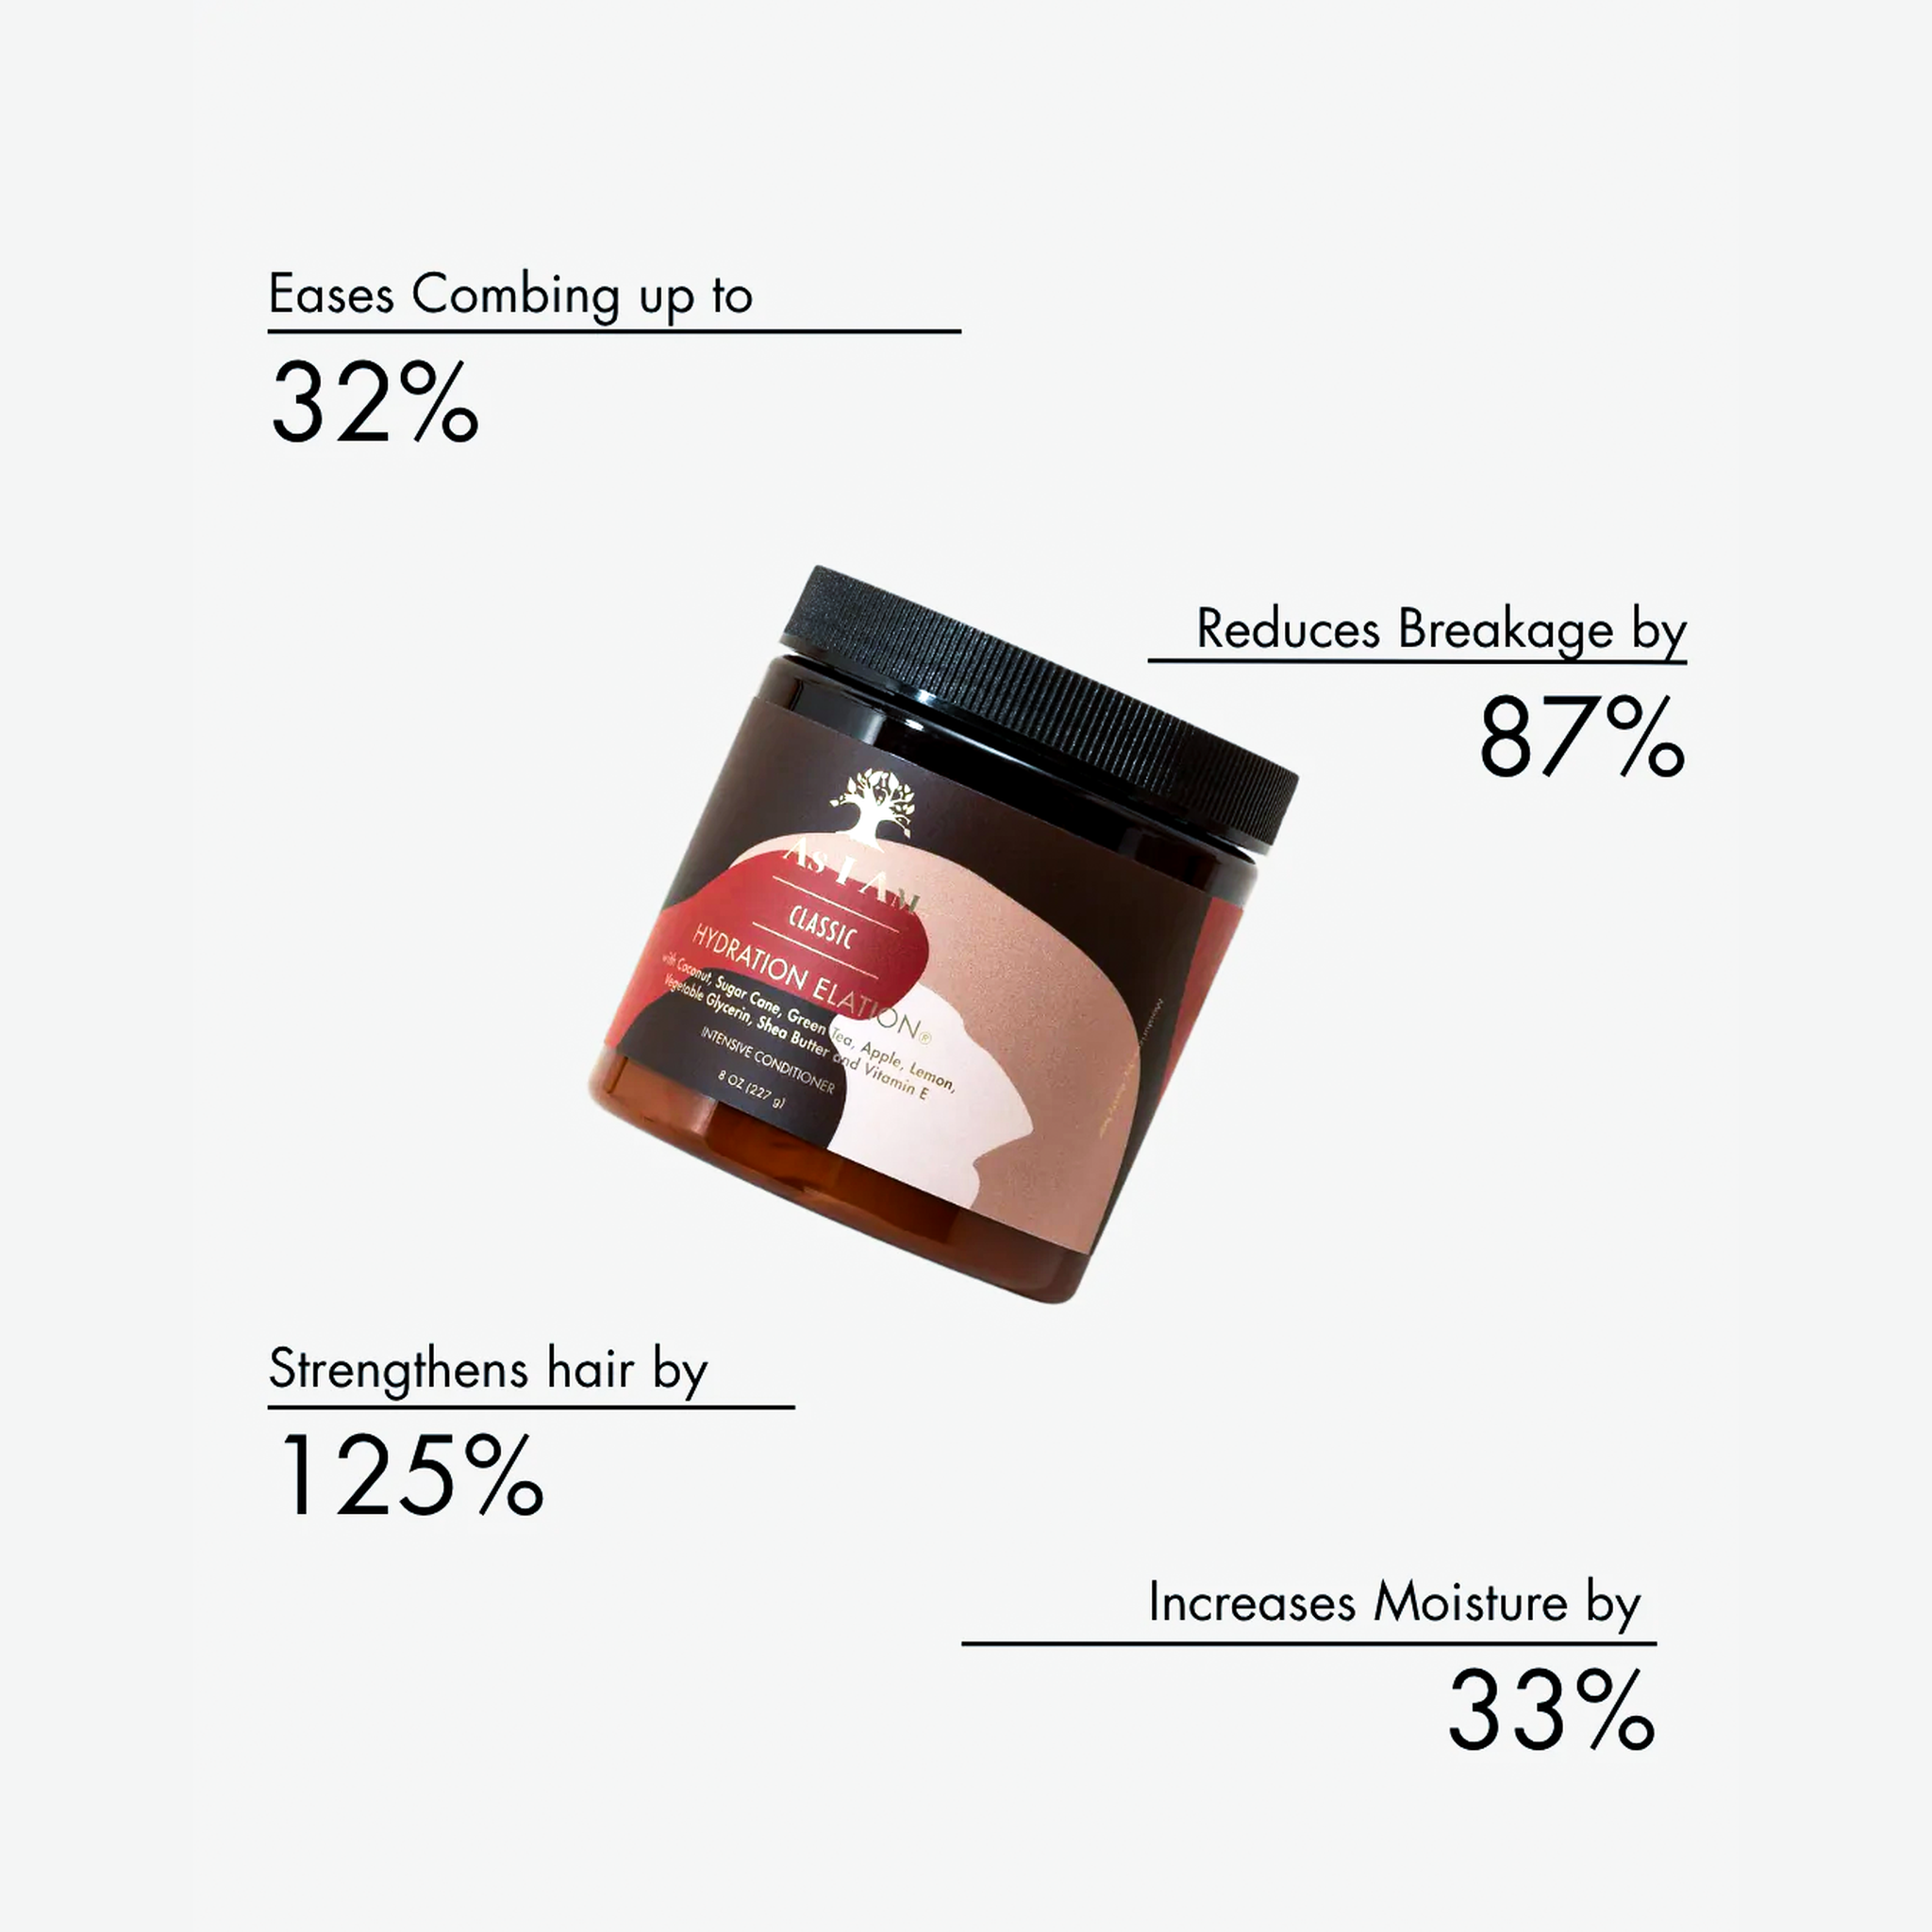 Eases Combing up to
32%
Reduces Breakage by
87%
AS I AM
CLASSIC
HYDRATION ELATION®
with Coconut, Sugar Cane, Green Tea, Apple, Lemon,
Vegetable Glycerin, Shea Butter and Vitamin E
INTENSIVE CONDITIONER
8 OZ (227 g)
Strengthens hair by
125%
Increases Moisture by
33%